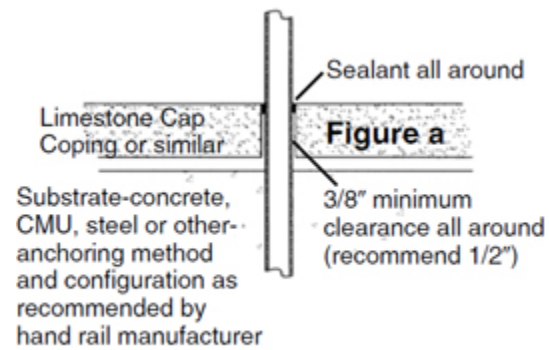 Sealant all around
Limestone Cap
Coping or similar
Figure a
Substrate-concrete,
CMU, steel or other-
anchoring method
and configuration as
recommended by
hand rail manufacturer
3/8" minimum
clearance all around
(recommend 1/2")